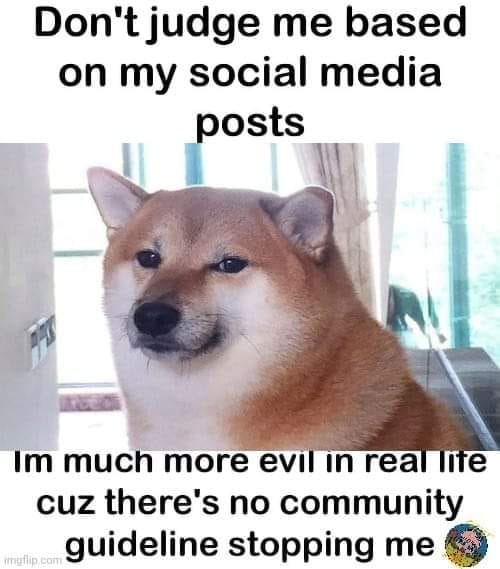 Don't judge me based
on my social media
posts
Im much more evil in real life
cuz there's no community
guideline stopping me
imgflip.com